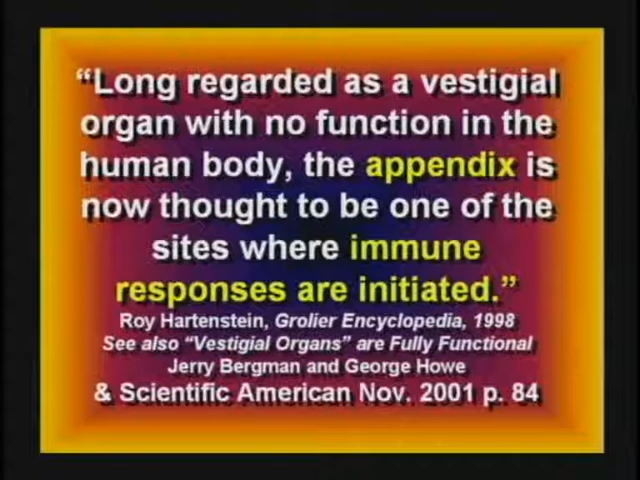 “Long regarded as a vestigial
organ with no function in the
human body, the appendix is
now thought to be one of the
sites where immune
responses are initiated.”
Roy Hartenstein, Grolier Encyclopedia, 1998
See also “Vestigial Organs” are Fully Functional
Jerry Bergman and George Howe
& Scientific American Nov. 2001 p. 84